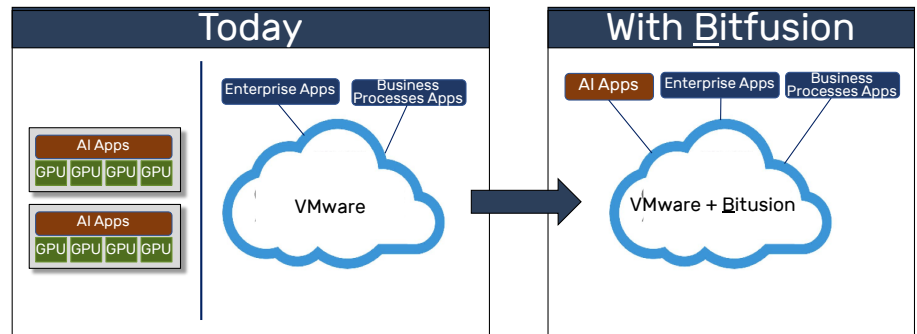 Today
AI Apps
GPU GPU GPU GPU
AI Apps
GPU GPU GPU GPU
Enterprise Apps
Business
Processes Apps
VMware
With Bitfusion
AI Apps
Enterprise Apps
Business
Processes Apps
VMware + Bitusion